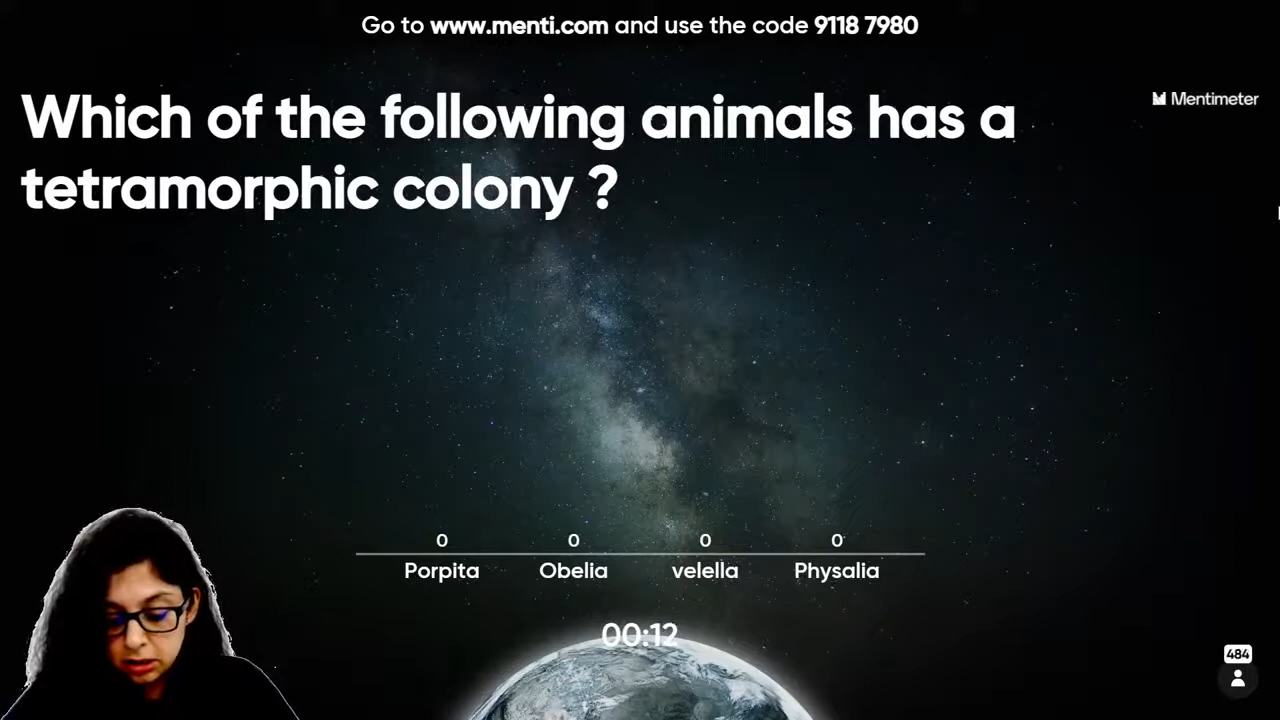 Go to www.menti.com and use the code 9118 7980
Mentimeter
Which of the following animals has a
tetramorphic colony ?
0 0 0 0
Porpita Obelia velella Physalia
00:12
484